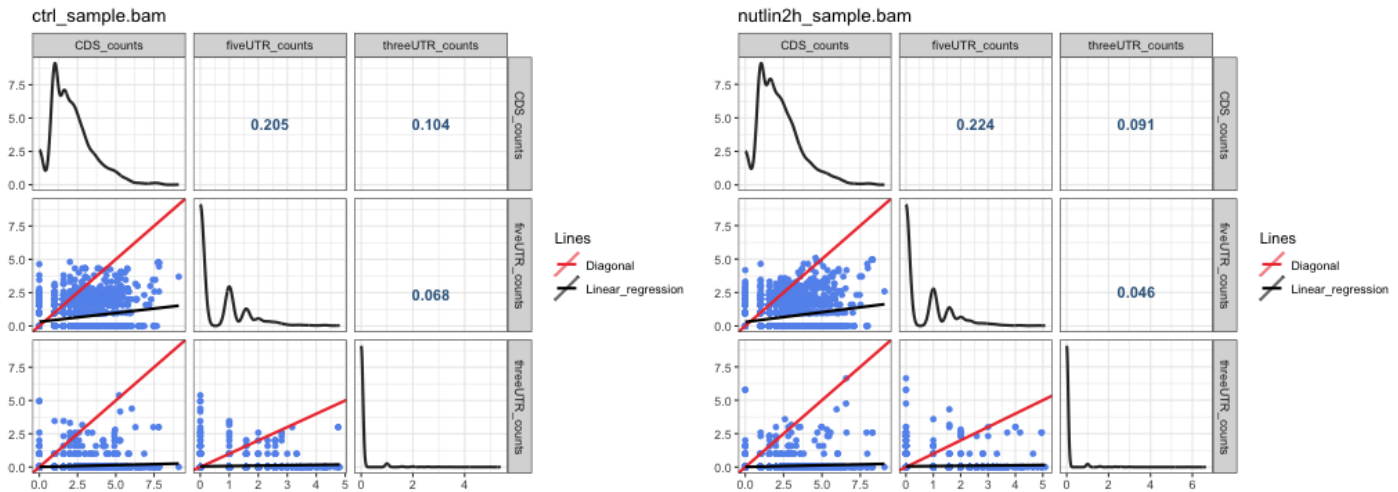 ctrl_sample.bam
CDS_counts fiveUTR_counts threeUTR_counts
7.5
5.0
2.5
0.0
0.205 0.104
CDS_counts
7.5
5.0
2.5
0.0
0.068
fiveUTR_counts
7.5
5.0
2.5
0.0
threeUTR_counts
0.0 2.5 5.0 7.5 0 1 2 3 4 5 0 2 4
Lines
Diagonal
Linear_regression
nutlin2h_sample.bam
CDS_counts fiveUTR_counts threeUTR_counts
7.5
5.0
2.5
0.0
0.224 0.091
CDS_counts
7.5
5.0
2.5
0.0
0.046
fiveUTR_counts
7.5
5.0
2.5
0.0
threeUTR_counts
0.0 2.5 5.0 7.5 0 1 2 3 4 5 0 2 4 6
Lines
Diagonal
Linear_regression